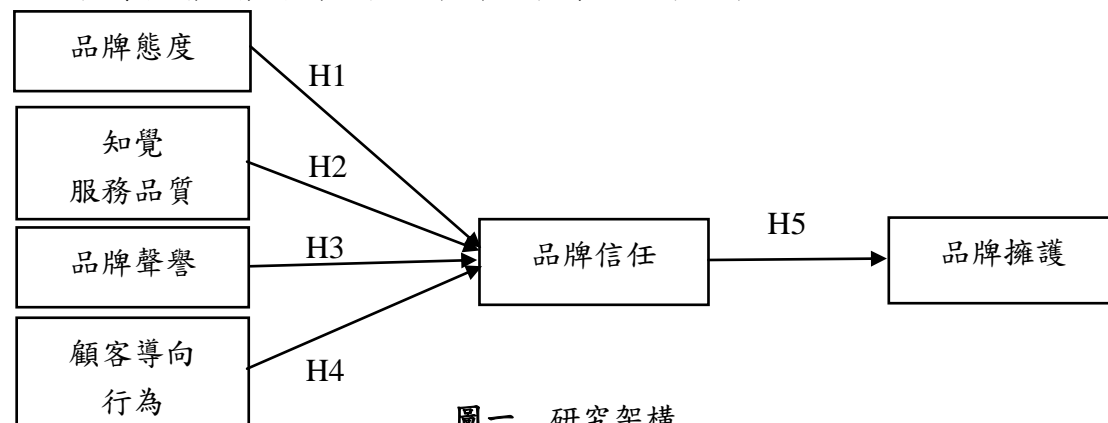 品牌態度
H1
知覺
服務品質
H2
品牌聲譽
H3
品牌信任
H5
品牌擁護
顧客導向
行為
H4
圖一 研究架構